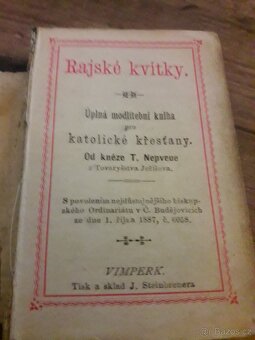 Rajské kvítky.
Úplná modlitební kniha
pro
katolické křesťany.
Od kněze T. Nepveue
z Tovaryšstva Ježíšova.
S povolením nejdůstojnějšího biskup-
ského Ordinariátu v Č. Budějovicích
ze dne 1. října 1887, č. 6058.
VIMPERK.
Tisk a sklad J. Steinbrenera